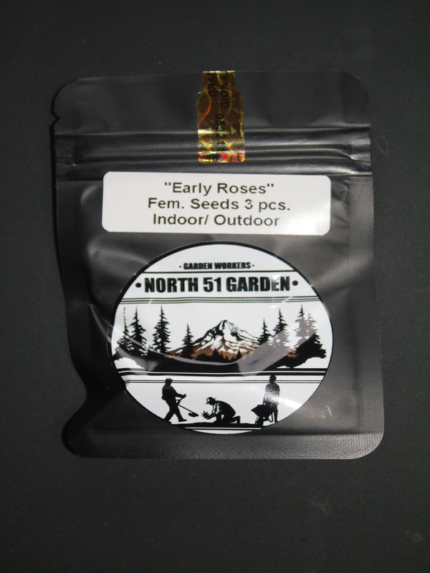 "Early Roses"
Fem. Seeds 3 pcs.
Indoor/ Outdoor
· GARDEN WORKERS ·
• NORTH 51 GARDEN •